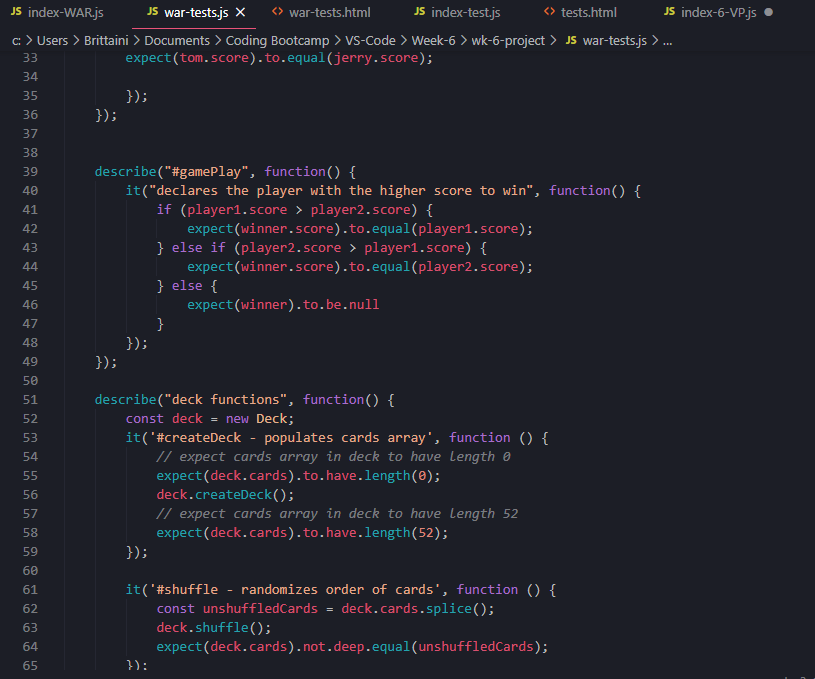 JS index-WAR.js JS war-tests.js × <> war-tests.html JS index-test.js <> tests.html JS index-6-VP.js ●
c: > Users > Brittaini > Documents > Coding Bootcamp > VS-Code > Week-6 > wk-6-project > JS war-tests.js > ...
33 expect(tom.score).to.equal(jerry.score);
34
35 });
36 });
37
38
39 describe("#gamePlay", function() {
40 it("declares the player with the higher score to win", function() {
41 if (player1.score > player2.score) {
42 expect(winner.score).to.equal(player1.score);
43 } else if (player2.score > player1.score) {
44 expect(winner.score).to.equal(player2.score);
45 } else {
46 expect(winner).to.be.null
47 }
48 });
49 });
50
51 describe("deck functions", function() {
52 const deck = new Deck;
53 it('#createDeck - populates cards array', function () {
54 // expect cards array in deck to have length 0
55 expect(deck.cards).to.have.length(0);
56 deck.createDeck();
57 // expect cards array in deck to have length 52
58 expect(deck.cards).to.have.length(52);
59 });
60
61 it('#shuffle - randomizes order of cards', function () {
62 const unshuffledCards = deck.cards.splice();
63 deck.shuffle();
64 expect(deck.cards).not.deep.equal(unshuffledCards);
65 });